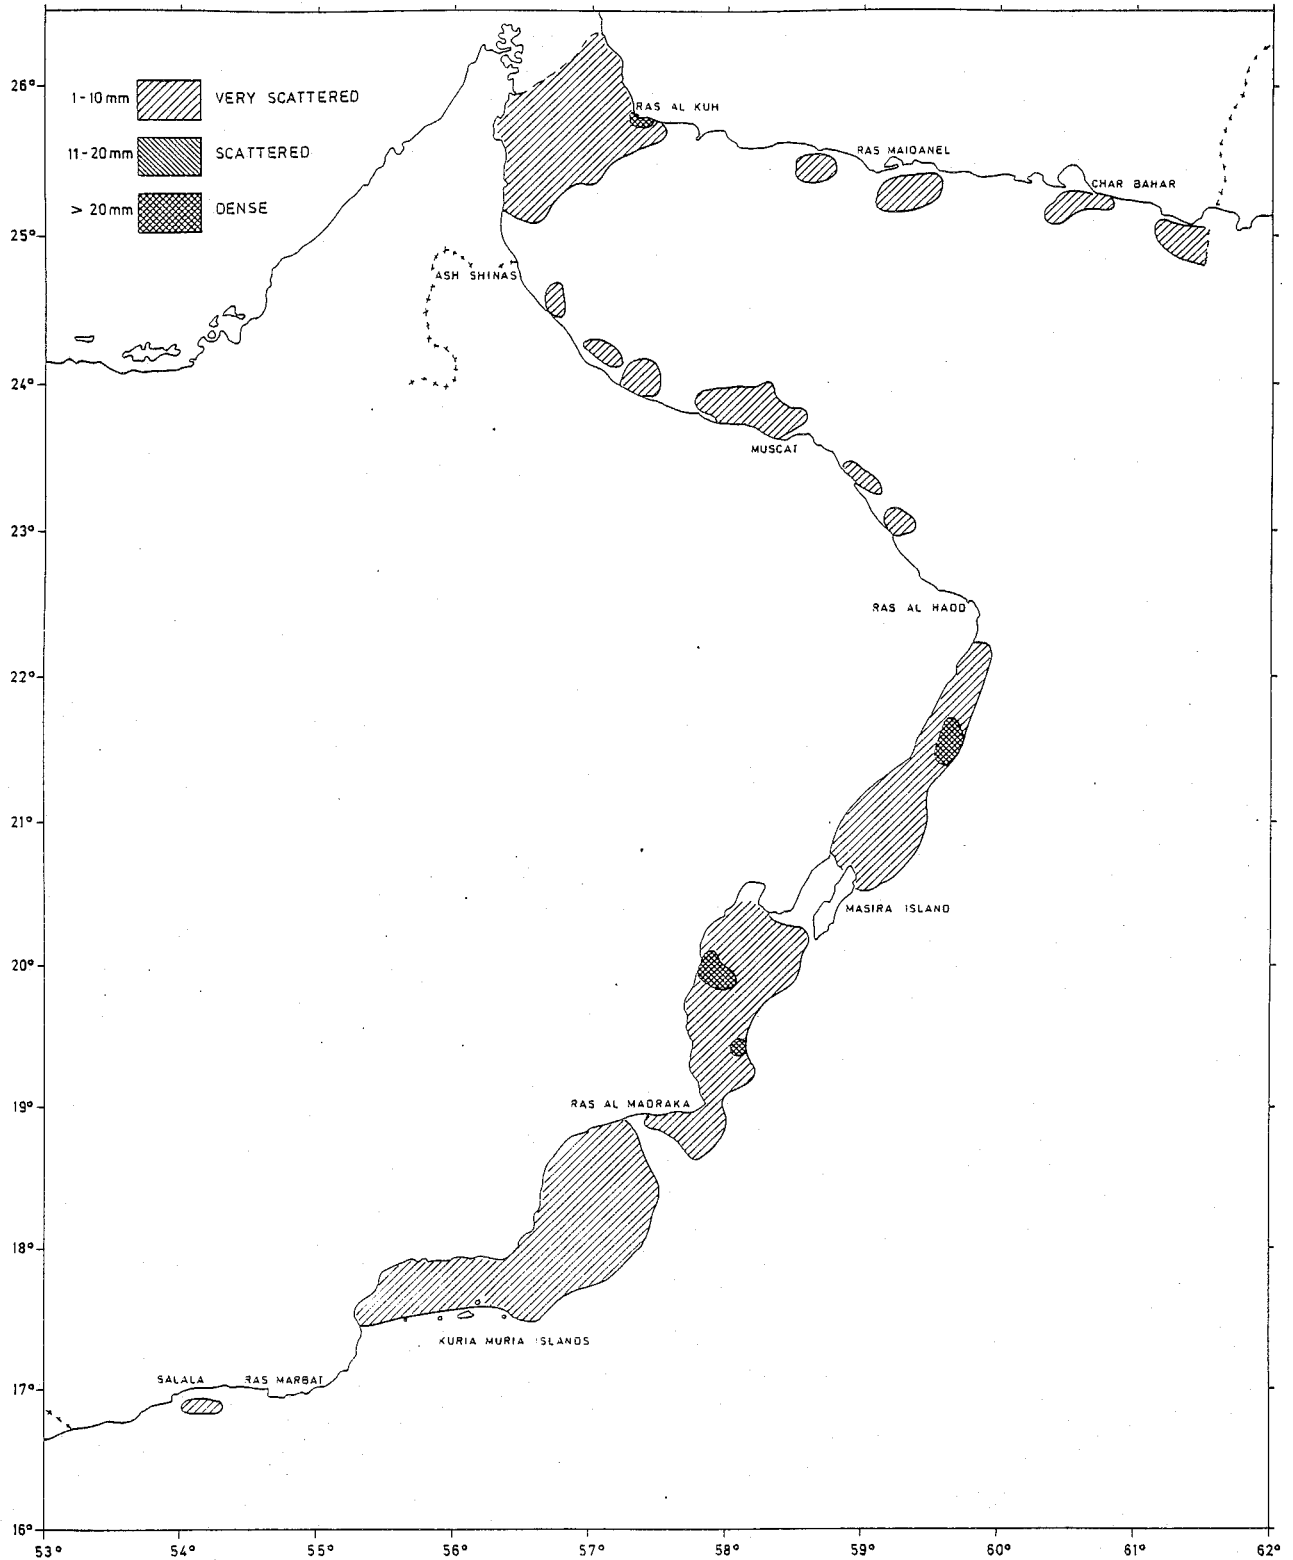 26°
1-10 mm VERY SCATTERED
11-20mm SCATTERED
> 20mm DENSE
RAS AL KUH
RAS MAIDANEL
CHAR BAHAR
25°
ASH SHINAS
24°
MUSCAT
23°
RAS AL HADD
22°
21°
MASIRA ISLAND
20°
19°
RAS AL MADRAKA
18°
KURIA MURIA ISLANDS
SALALA RAS MARBAT
17°
16°
53° 54° 55° 56° 57° 58° 59° 60° 61° 62°